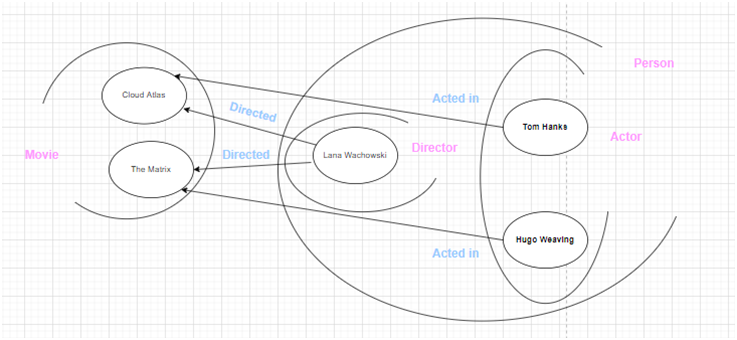 Person
Cloud Atlas
Directed
Acted in
Tom Hanks
Actor
Movie
The Matrix
Directed
Lana Wachowski
Director
Hugo Weaving
Acted in